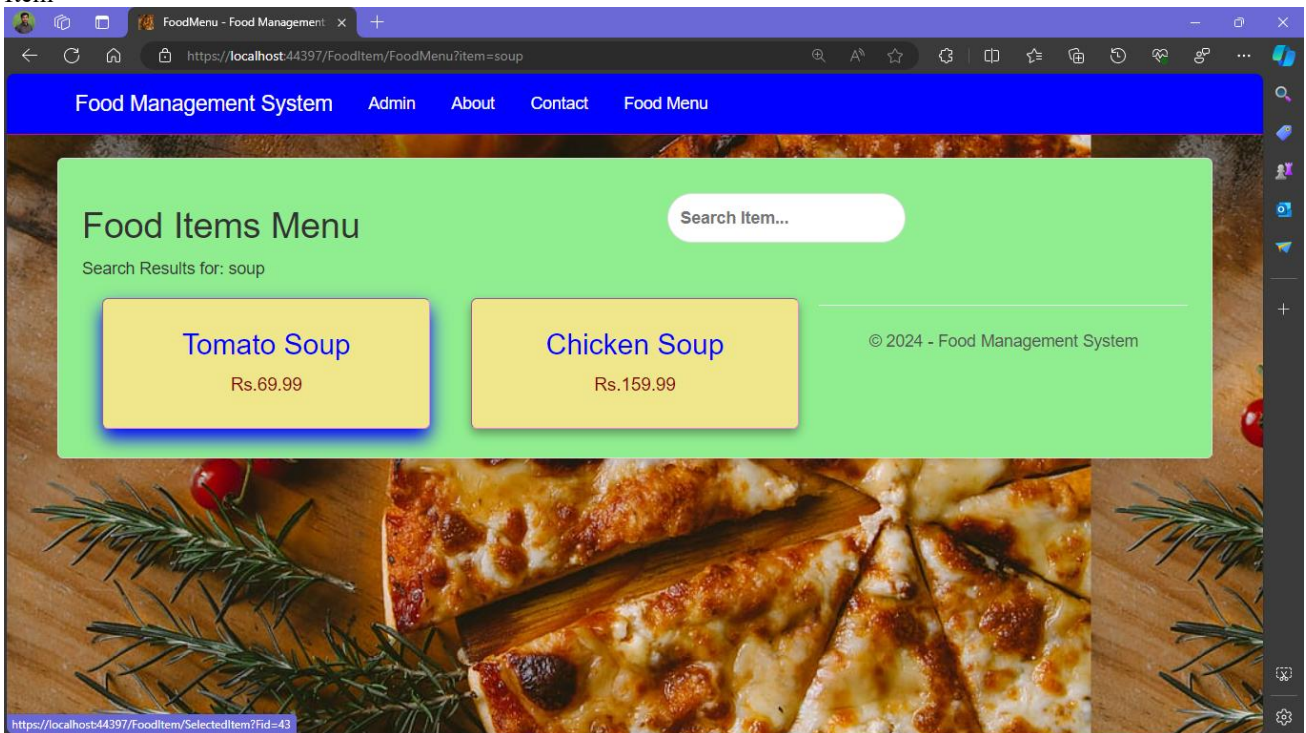 Item
FoodMenu - Food Management
https://localhost:44397/FoodItem/FoodMenu?item=soup
Food Management System Admin About Contact Food Menu
Food Items Menu
Search Item...
Search Results for: soup
Tomato Soup
Rs.69.99
Chicken Soup
Rs.159.99
© 2024 - Food Management System
https://localhost:44397/FoodItem/SelectedItem?Fid=43